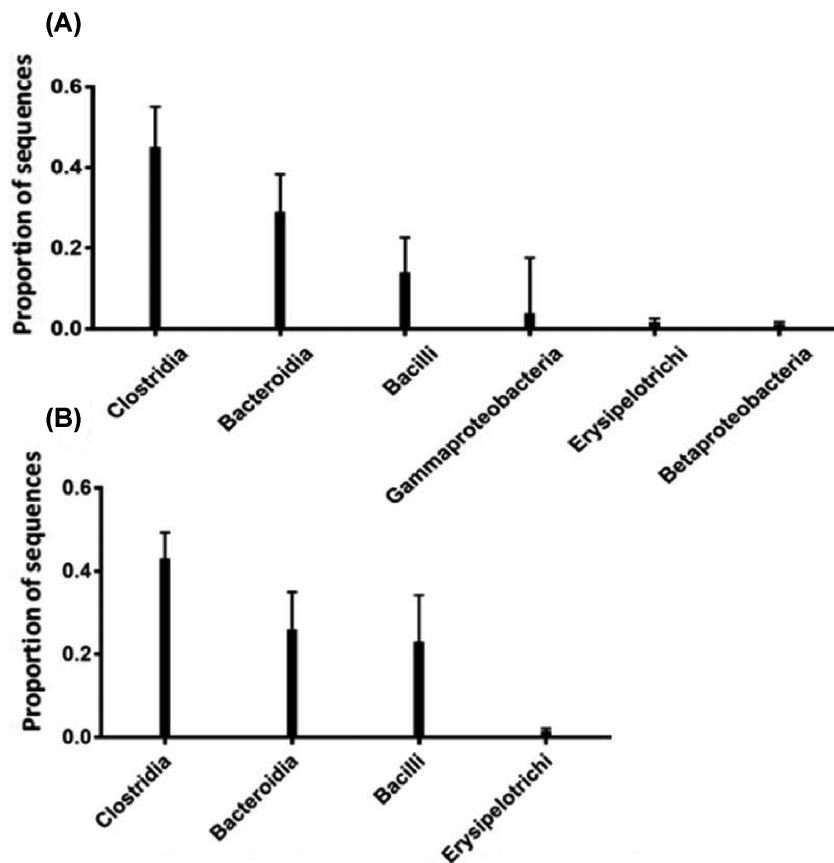 (A)
Proportion of sequences
0.6
0.4
0.2
0.0
Clostridia
Bacteroidia
Bacilli
Gammaproteobacteria
Erysipelotrichi
Betaproteobacteria
(B)
Proportion of sequences
0.6
0.4
0.2
0.0
Clostridia
Bacteroidia
Bacilli
Erysipelotrichi